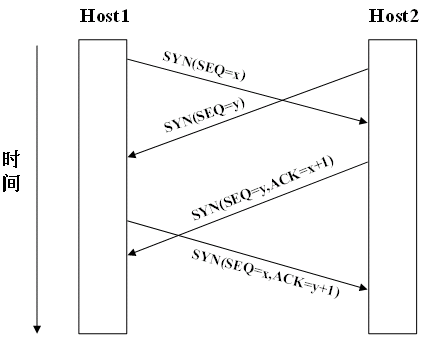 Host1
Host2
SYN(SEQ=x)
SYN(SEQ=y)
时间
SYN(SEQ=y,ACK=x+1)
SYN(SEQ=x,ACK=y+1)